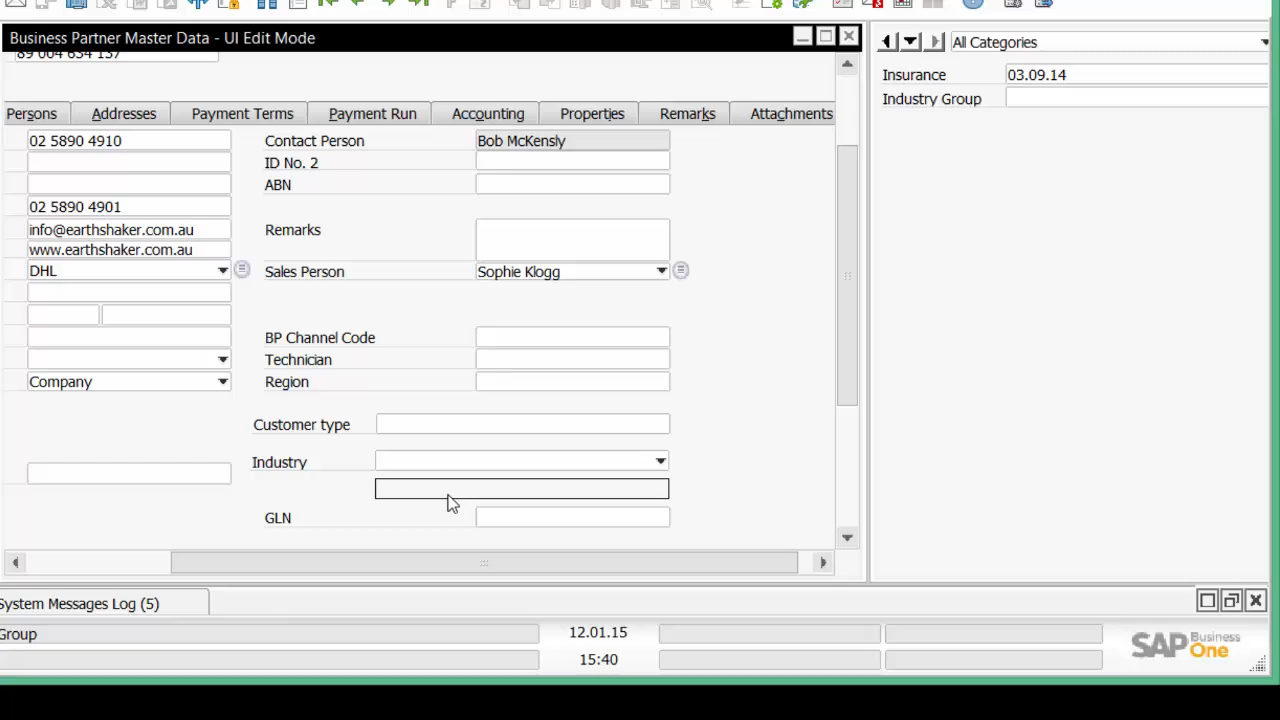 Business Partner Master Data - UI Edit Mode
89 004 634 137
Persons Addresses Payment Terms Payment Run Accounting Properties Remarks Attachments
02 5890 4910 Contact Person Bob McKensly
ID No. 2
ABN
02 5890 4901
info@earthshaker.com.au Remarks
www.earthshaker.com.au
DHL Sales Person Sophie Klogg
BP Channel Code
Technician
Company Region
Customer type
Industry
GLN
All Categories
Insurance 03.09.14
Industry Group
System Messages Log (5)
Group 12.01.15
15:40
SAP Business One